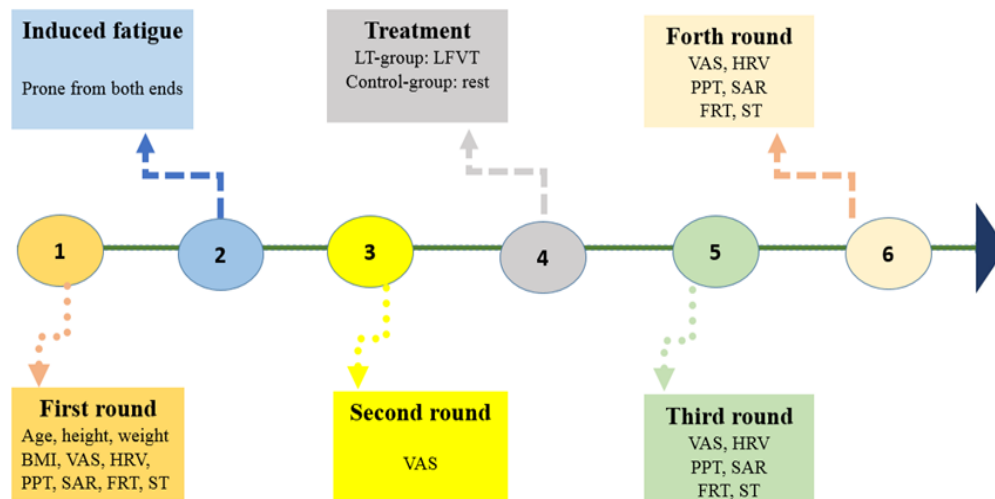 Induced fatigue
Prone from both ends
Treatment
LT-group: LFVT
Control-group: rest
Forth round
VAS, HRV
PPT, SAR
FRT, ST
1
2
3
4
5
6
First round
Age, height, weight
BMI, VAS, HRV,
PPT, SAR, FRT, ST
Second round
VAS
Third round
VAS, HRV
PPT, SAR
FRT, ST